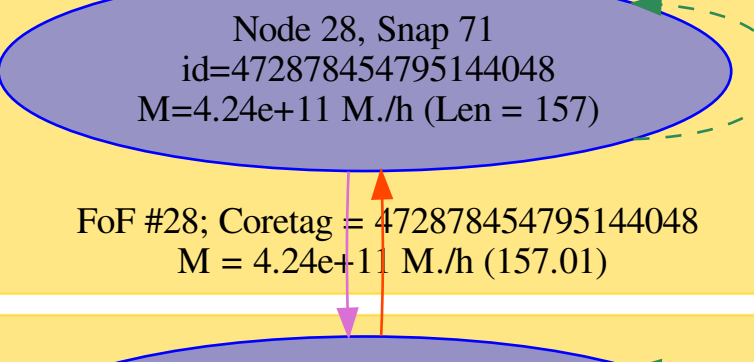 Node 28, Snap 71
id=472878454795144048
M=4.24e+11 M./h (Len = 157)
FoF #28; Coretag = 472878454795144048
M = 4.24e+11 M./h (157.01)